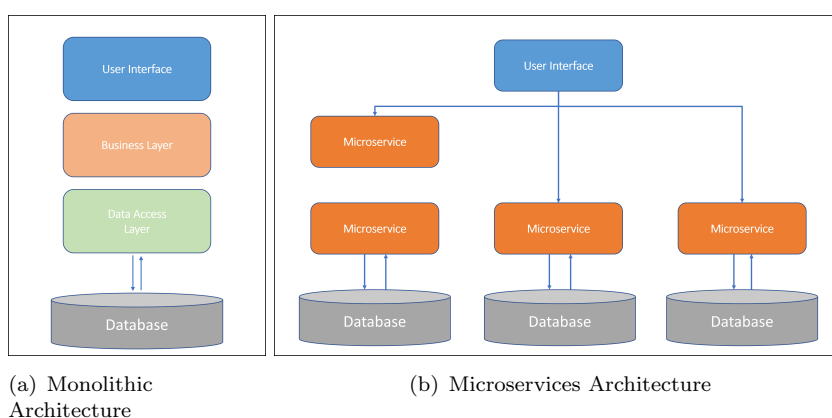 User Interface
Business Layer
Data Access
Layer
Database
(a) Monolithic
Architecture
User Interface
Microservice
Microservice
Microservice
Microservice
Database
Database
Database
(b) Microservices Architecture